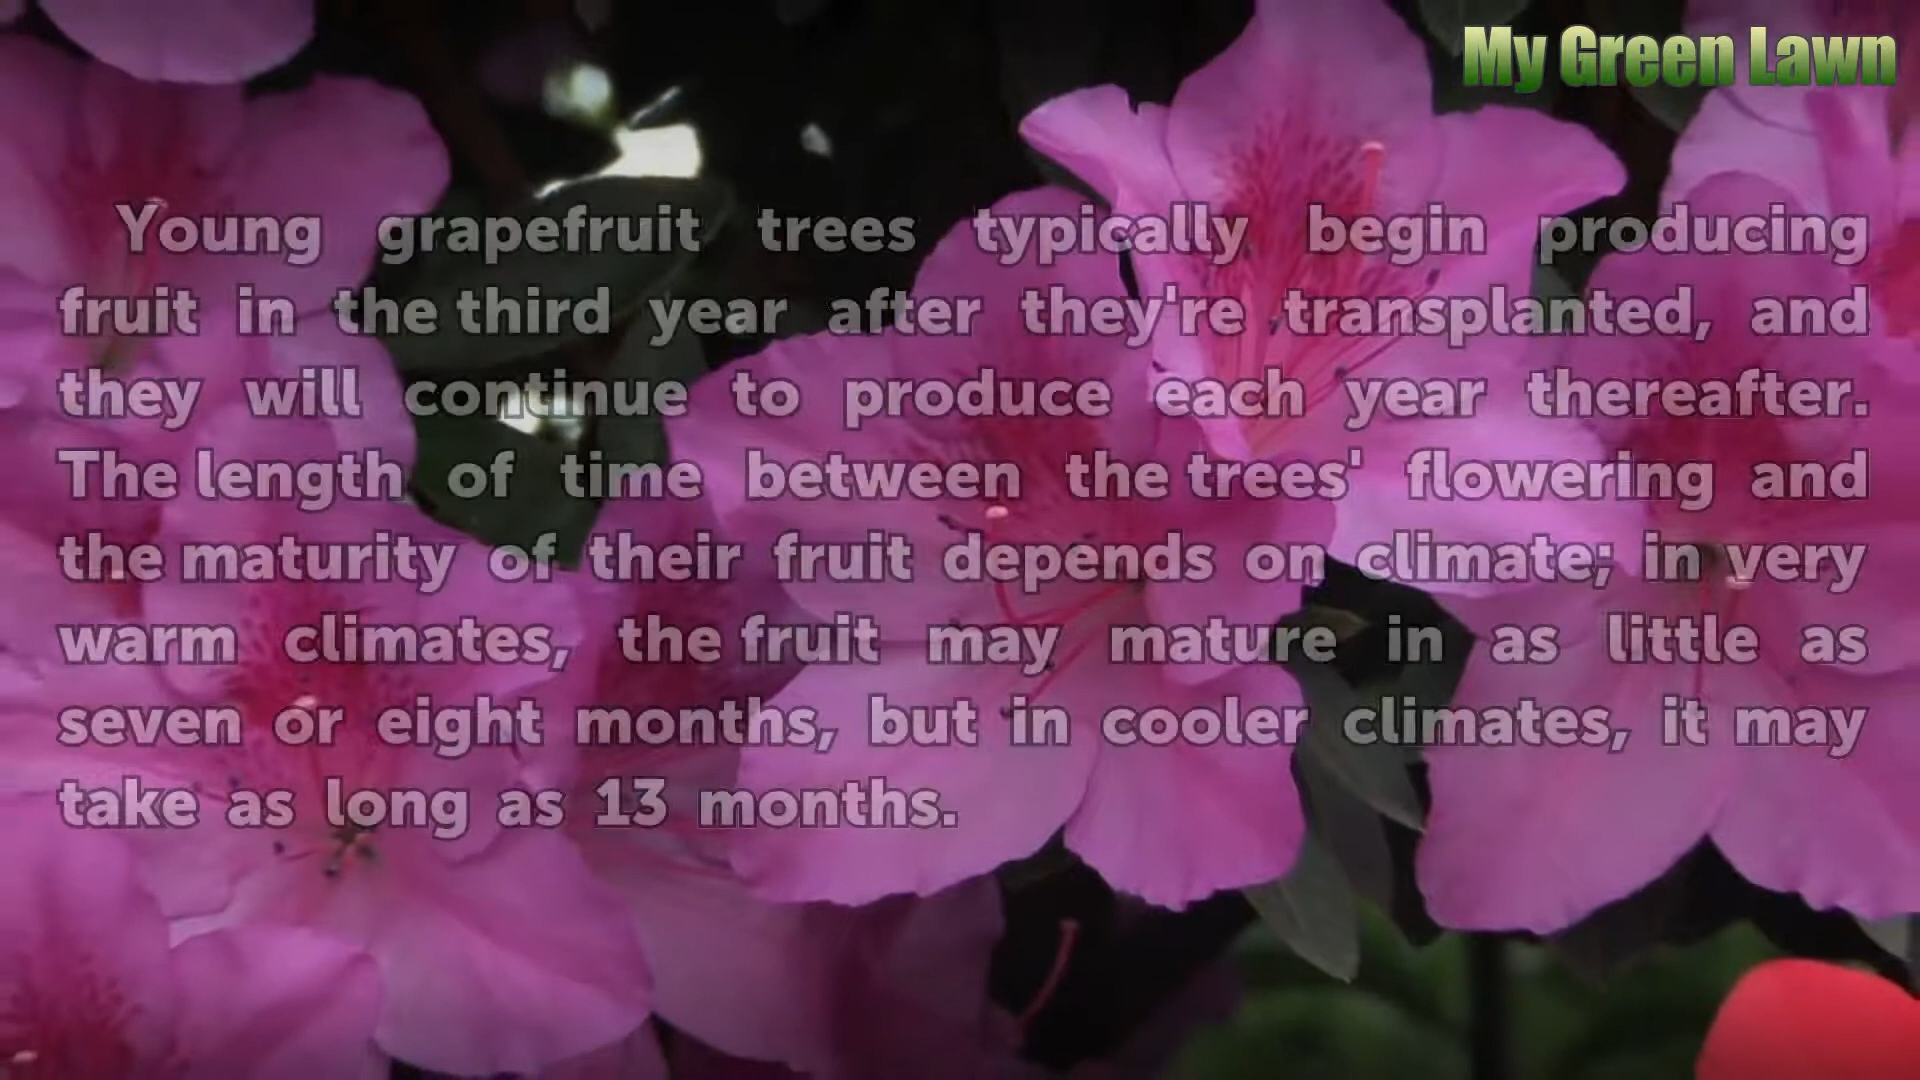 My Green Lawn
Young grapefruit trees typically begin producing
fruit in the third year after they're transplanted, and
they will continue to produce each year thereafter.
The length of time between the trees' flowering and
the maturity of their fruit depends on climate; in very
warm climates, the fruit may mature in as little as
seven or eight months, but in cooler climates, it may
take as long as 13 months.